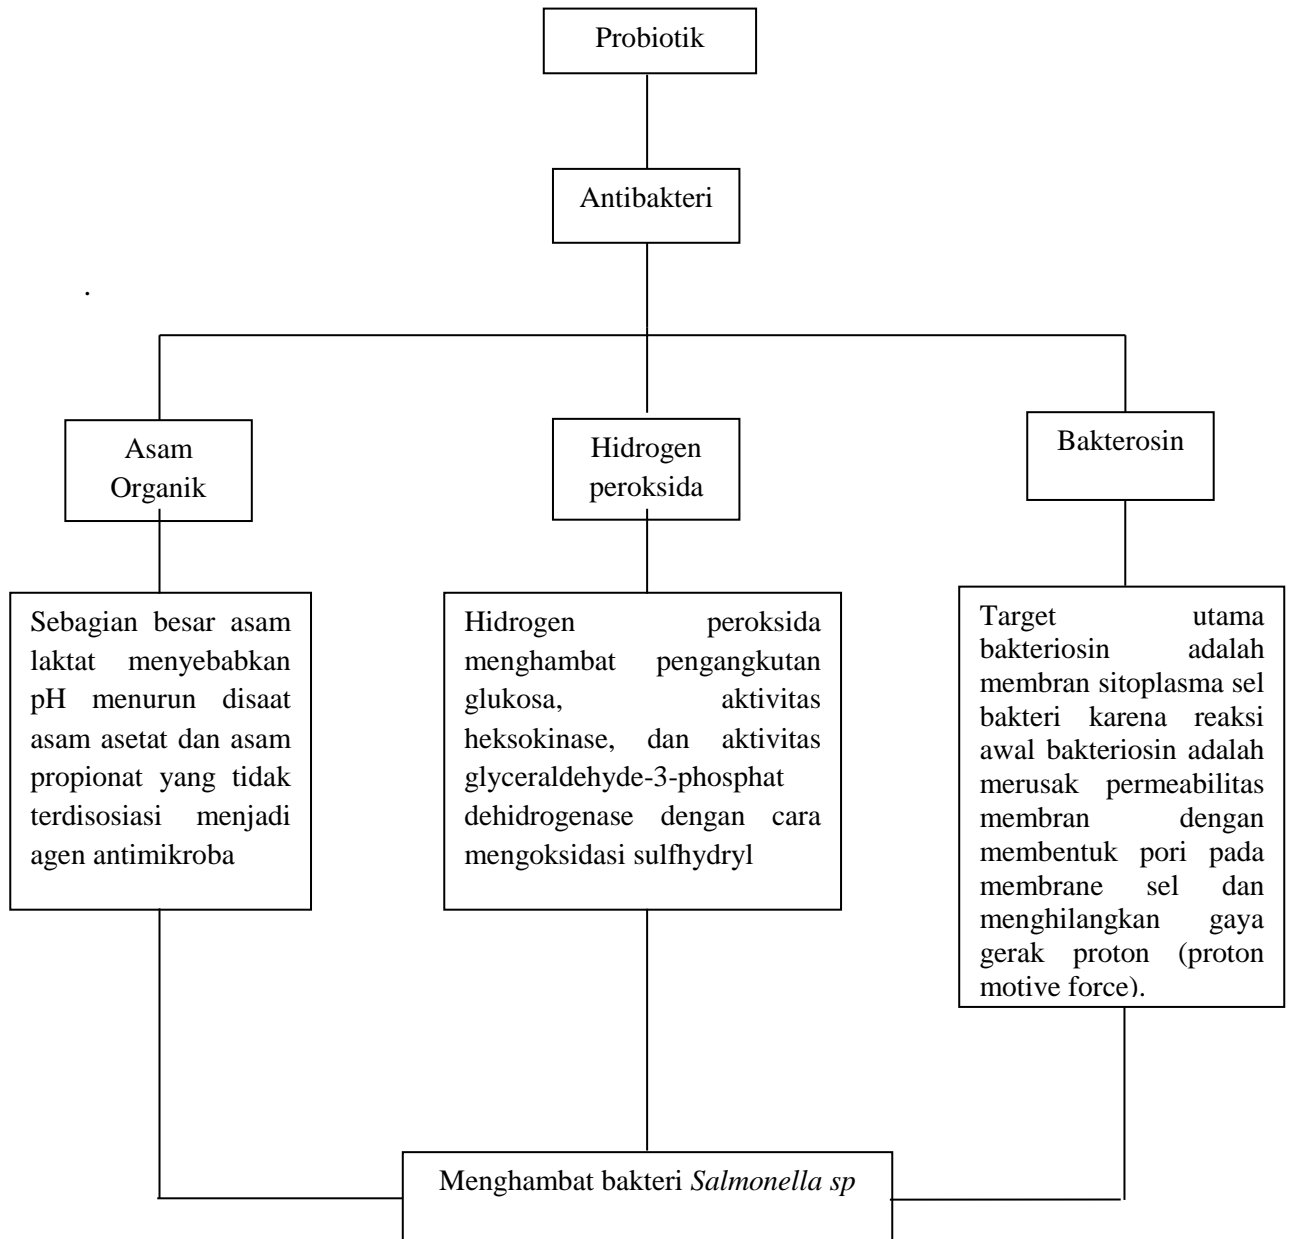 Probiotik
Antibakteri
.
Asam
Organik
Hidrogen
peroksida
Bakterosin
Sebagian besar asam
laktat menyebabkan
pH menurun disaat
asam asetat dan asam
propionat yang tidak
terdisosiasi menjadi
agen antimikroba
Hidrogen peroksida
menghambat pengangkutan
glukosa, aktivitas
heksokinase, dan aktivitas
glyceraldehyde-3-phosphat
dehidrogenase dengan cara
mengoksidasi sulfhydryl
Target utama
bakteriosin adalah
membran sitoplasma sel
bakteri karena reaksi
awal bakteriosin adalah
merusak permeabilitas
membran dengan
membentuk pori pada
membrane sel dan
menghilangkan gaya
gerak proton (proton
motive force).
Menghambat bakteri Salmonella sp